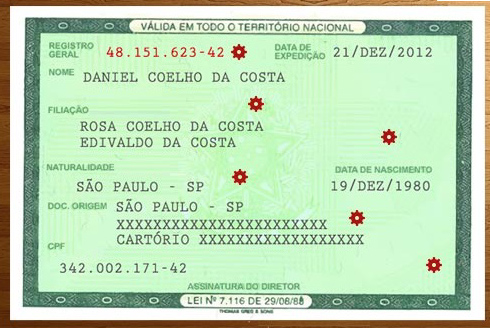 VÁLIDA EM TODO O TERRITÓRIO NACIONAL
REGISTRO GERAL 48.151.623-42 DATA DE EXPEDIÇÃO 21/DEZ/2012
NOME DANIEL COELHO DA COSTA
FILIAÇÃO
ROSA COELHO DA COSTA
EDIVALDO DA COSTA
NATURALIDADE DATA DE NASCIMENTO
SÃO PAULO - SP 19/DEZ/1980
DOC. ORIGEM SÃO PAULO - SP
XXXXXXXXXXXXXXXXXXXXXXX
CARTÓRIO XXXXXXXXXXXXXXXXXX
CPF
342.002.171-42
ASSINATURA DO DIRETOR
LEI Nº 7.116 DE 29/08/83
THOMAS GREG & SONS